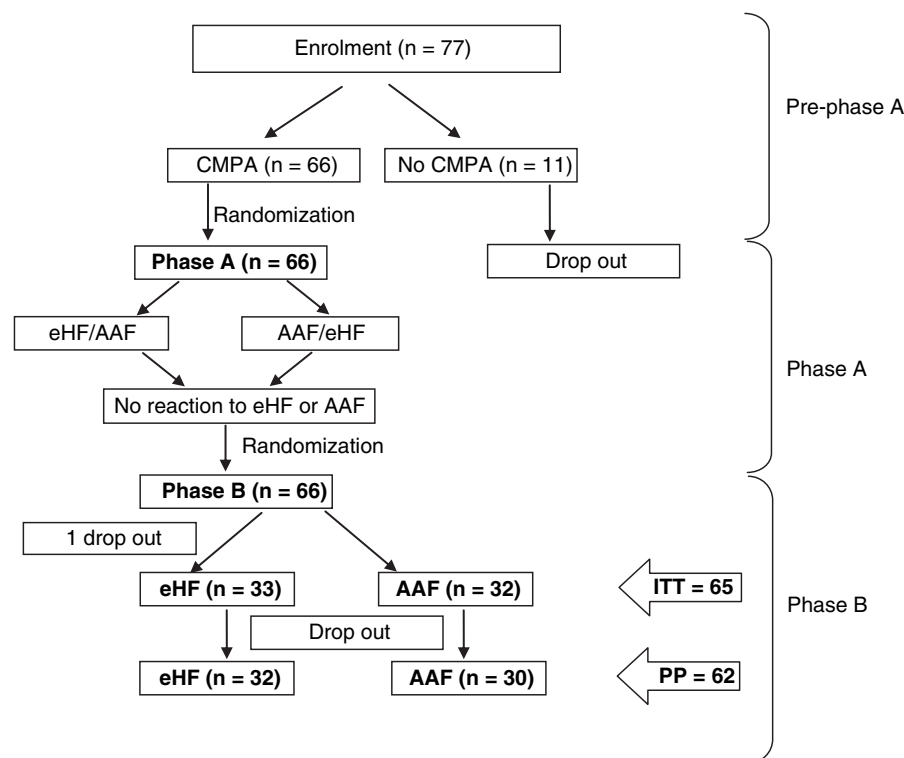 Enrolment (n = 77)
Pre-phase A
CMPA (n = 66)
No CMPA (n = 11)
Randomization
Phase A (n = 66)
Drop out
eHF/AAF
AAF/eHF
Phase A
No reaction to eHF or AAF
Randomization
Phase B (n = 66)
1 drop out
eHF (n = 33)
AAF (n = 32)
ITT = 65
Phase B
Drop out
eHF (n = 32)
AAF (n = 30)
PP = 62